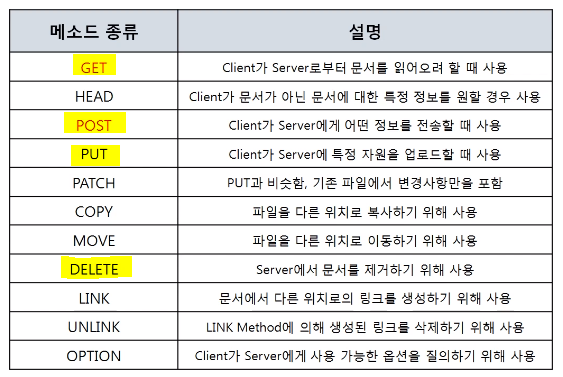 메소드 종류 설명
GET Client가 Server로부터 문서를 읽어오려 할 때 사용
HEAD Client가 문서가 아닌 문서에 대한 특정 정보를 원할 경우 사용
POST Client가 Server에게 어떤 정보를 전송할 때 사용
PUT Client가 Server에 특정 자원을 업로드할 때 사용
PATCH PUT과 비슷함, 기존 파일에서 변경사항만을 포함
COPY 파일을 다른 위치로 복사하기 위해 사용
MOVE 파일을 다른 위치로 이동하기 위해 사용
DELETE Server에서 문서를 제거하기 위해 사용
LINK 문서에서 다른 위치로의 링크를 생성하기 위해 사용
UNLINK LINK Method에 의해 생성된 링크를 삭제하기 위해 사용
OPTION Client가 Server에게 사용 가능한 옵션을 질의하기 위해 사용